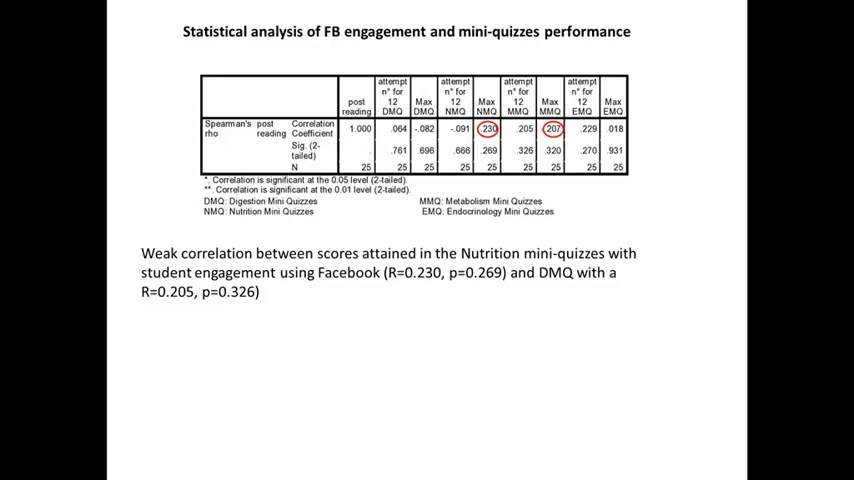 Statistical analysis of FB engagement and mini-quizzes performance
post reading attempt n° for 12 DMQ Max DMQ attempt n° for 12 NMQ Max NMQ attempt n° for 12 MMQ Max MMQ attempt n° for 12 EMQ Max EMQ
Spearman's rho post reading Correlation Coefficient 1.000 .064 -.082 -.091 .230 .205 .207 .229 .018
Sig. (2-tailed) . .761 .696 .666 .269 .326 .320 .270 .931
N 25 25 25 25 25 25 25 25 25
*. Correlation is significant at the 0.05 level (2-tailed).
**. Correlation is significant at the 0.01 level (2-tailed).
DMQ: Digestion Mini Quizzes MMQ: Metabolism Mini Quizzes
NMQ: Nutrition Mini Quizzes EMQ: Endocrinology Mini Quizzes
Weak correlation between scores attained in the Nutrition mini-quizzes with
student engagement using Facebook (R=0.230, p=0.269) and DMQ with a
R=0.205, p=0.326)